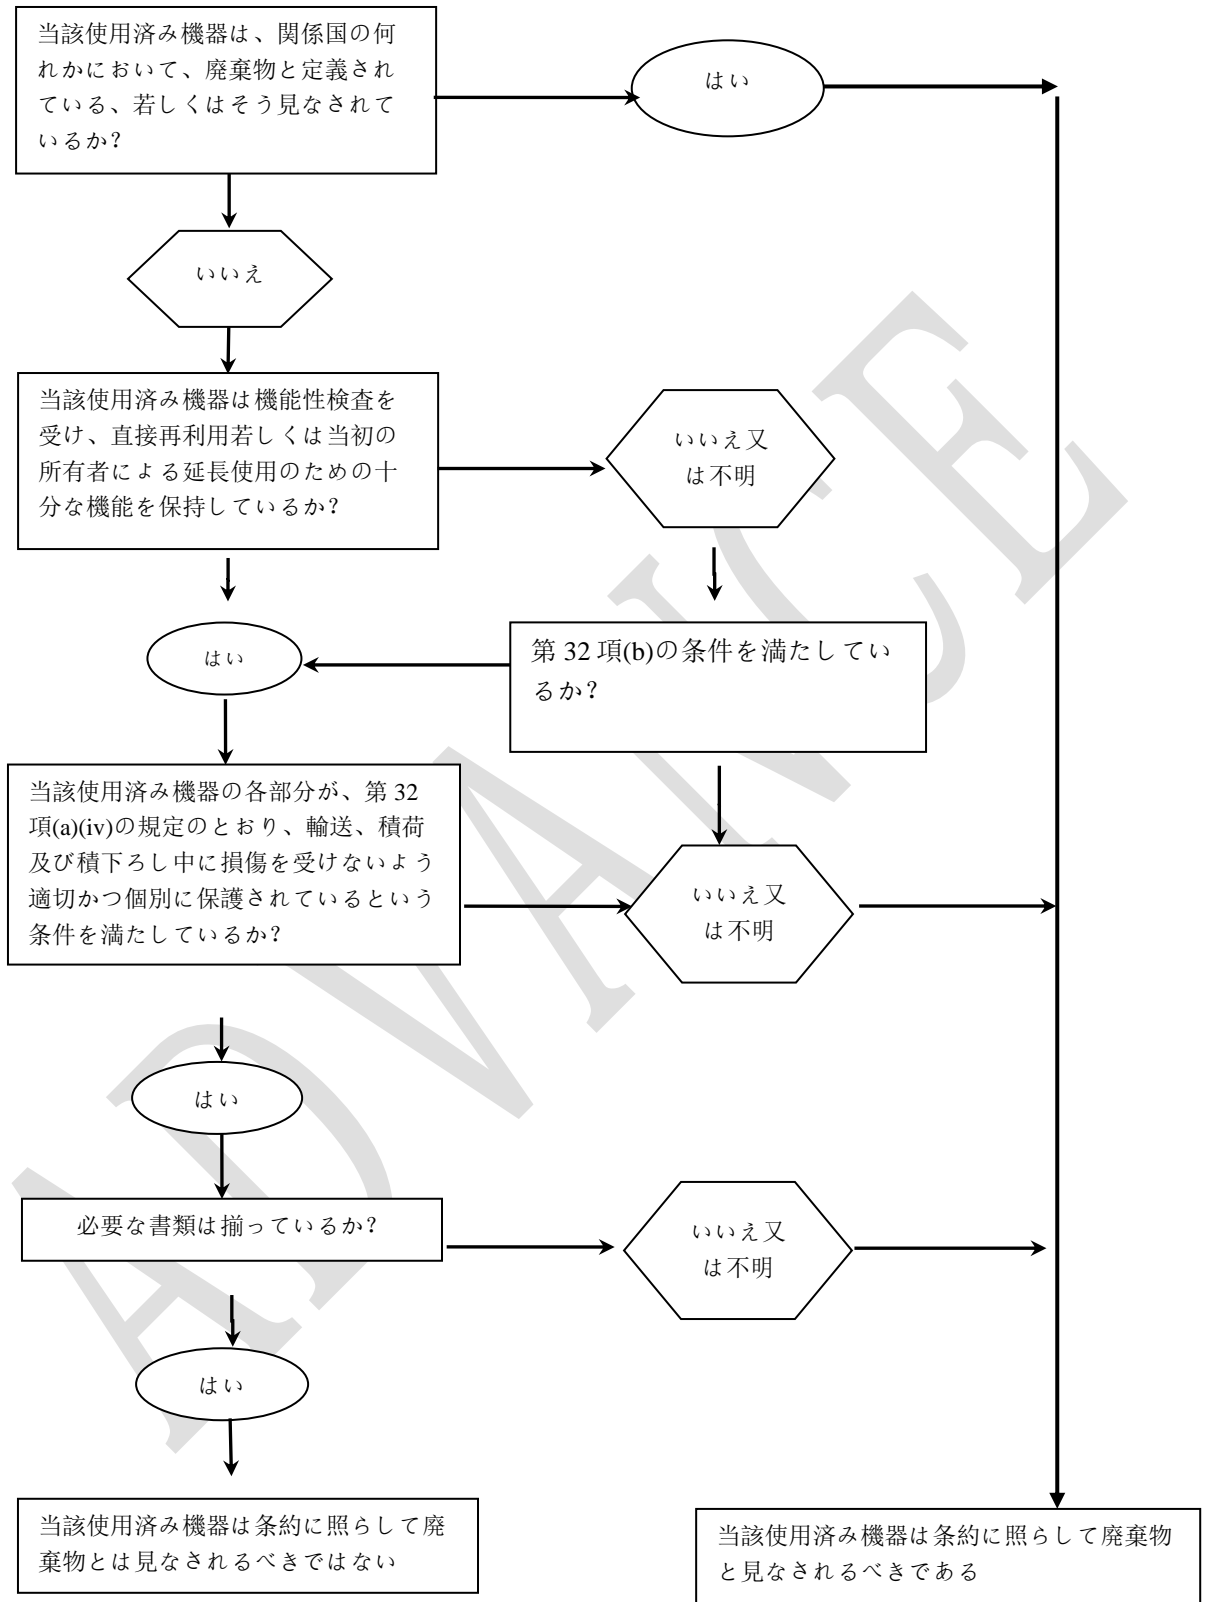 当該使用済み機器は、関係国の何
れかにおいて、廃棄物と定義され
ている、若しくはそう見なされて
いるか?
はい
いいえ
当該使用済み機器は機能性検査を
受け、直接再利用若しくは当初の
所有者による延長使用のための十
分な機能を保持しているか?
いいえ又
は不明
はい
第 32 項(b)の条件を満たしてい
るか?
当該使用済み機器の各部分が、第 32
項(a)(iv)の規定のとおり、輸送、積荷
及び積下ろし中に損傷を受けないよう
適切かつ個別に保護されているという
条件を満たしているか?
いいえ又
は不明
はい
必要な書類は揃っているか?
いいえ又
は不明
はい
当該使用済み機器は条約に照らして廃
棄物とは見なされるべきではない
当該使用済み機器は条約に照らして廃棄物
と見なされるべきである
ADVANCE